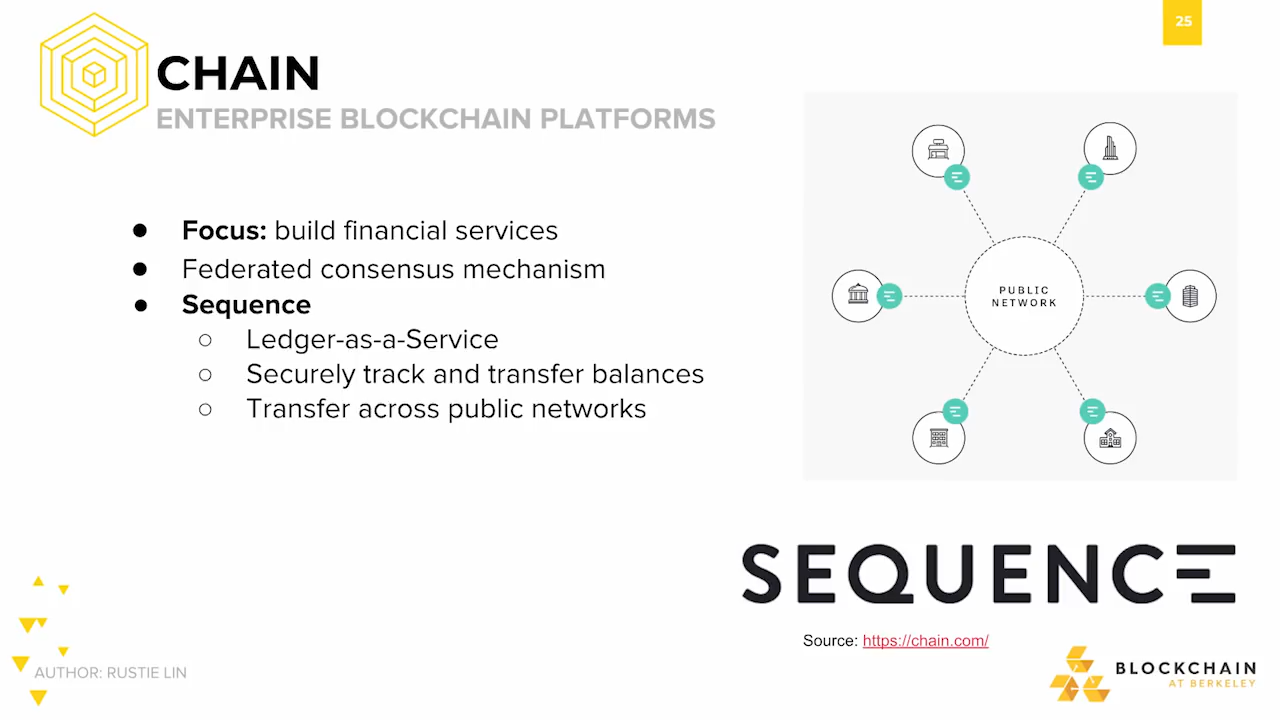 25
CHAIN
ENTERPRISE BLOCKCHAIN PLATFORMS
● Focus: build financial services
● Federated consensus mechanism
● Sequence
○ Ledger-as-a-Service
○ Securely track and transfer balances
○ Transfer across public networks
PUBLIC
NETWORK
SEQUENCE
Source: https://chain.com/
AUTHOR: RUSTIE LIN
BLOCKCHAIN
AT BERKELEY